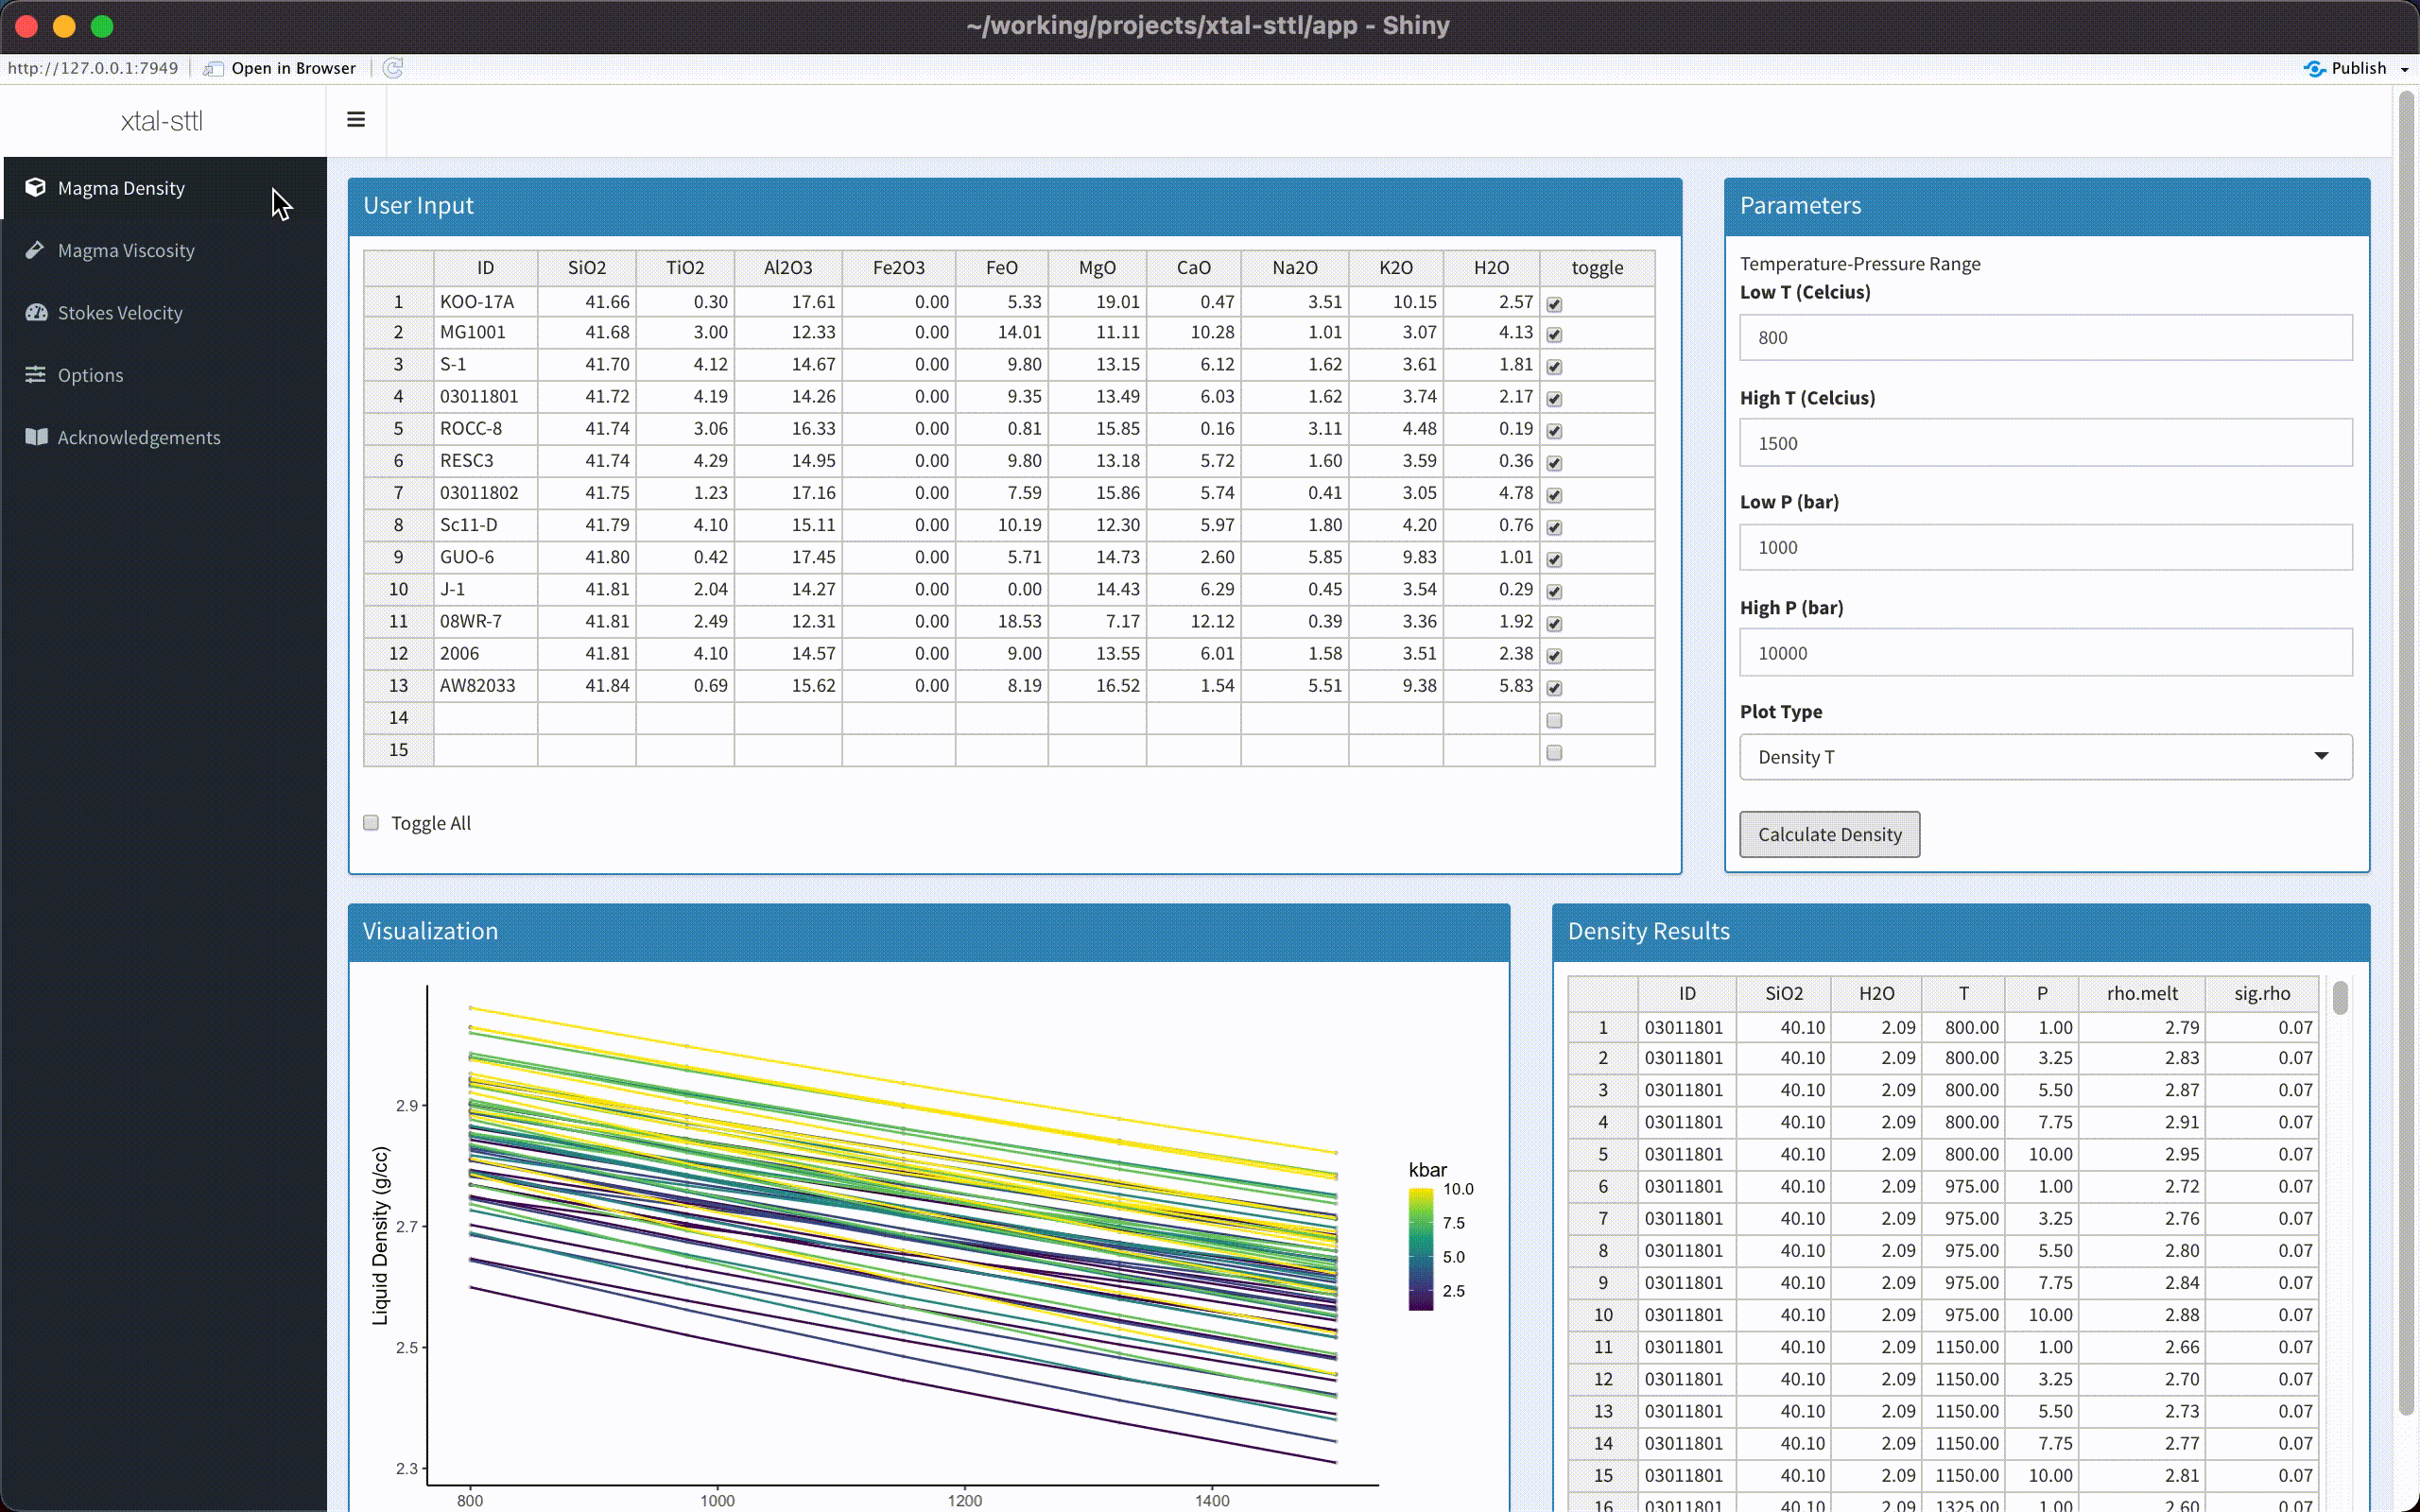 ~/working/projects/xtal-sttl/app - Shiny
http://127.0.0.1:7949 Open in Browser Publish
xtal-sttl
Magma Density
Magma Viscosity
Stokes Velocity
Options
Acknowledgements
User Input
ID SiO2 TiO2 Al2O3 Fe2O3 FeO MgO CaO Na2O K2O H2O toggle
1 KOO-17A 41.66 0.30 17.61 0.00 5.33 19.01 0.47 3.51 10.15 2.57
2 MG1001 41.68 3.00 12.33 0.00 14.01 11.11 10.28 1.01 3.07 4.13
3 S-1 41.70 4.12 14.67 0.00 9.80 13.15 6.12 1.62 3.61 1.81
4 03011801 41.72 4.19 14.26 0.00 9.35 13.49 6.03 1.62 3.74 2.17
5 ROCC-8 41.74 3.06 16.33 0.00 0.81 15.85 0.16 3.11 4.48 0.19
6 RESC3 41.74 4.29 14.95 0.00 9.80 13.18 5.72 1.60 3.59 0.36
7 03011802 41.75 1.23 17.16 0.00 7.59 15.86 5.74 0.41 3.05 4.78
8 Sc11-D 41.79 4.10 15.11 0.00 10.19 12.30 5.97 1.80 4.20 0.76
9 GUO-6 41.80 0.42 17.45 0.00 5.71 14.73 2.60 5.85 9.83 1.01
10 J-1 41.81 2.04 14.27 0.00 0.00 14.43 6.29 0.45 3.54 0.29
11 08WR-7 41.81 2.49 12.31 0.00 18.53 7.17 12.12 0.39 3.36 1.92
12 2006 41.81 4.10 14.57 0.00 9.00 13.55 6.01 1.58 3.51 2.38
13 AW82033 41.84 0.69 15.62 0.00 8.19 16.52 1.54 5.51 9.38 5.83
14
15
Toggle All
Parameters
Temperature-Pressure Range
Low T (Celcius)
800
High T (Celcius)
1500
Low P (bar)
1000
High P (bar)
10000
Plot Type
Density T
Calculate Density
Visualization
Liquid Density (g/cc)
2.9
2.7
2.5
2.3
800 1000 1200 1400
kbar
10.0
7.5
5.0
2.5
Density Results
ID SiO2 H2O T P rho.melt sig.rho
1 03011801 40.10 2.09 800.00 1.00 2.79 0.07
2 03011801 40.10 2.09 800.00 3.25 2.83 0.07
3 03011801 40.10 2.09 800.00 5.50 2.87 0.07
4 03011801 40.10 2.09 800.00 7.75 2.91 0.07
5 03011801 40.10 2.09 800.00 10.00 2.95 0.07
6 03011801 40.10 2.09 975.00 1.00 2.72 0.07
7 03011801 40.10 2.09 975.00 3.25 2.76 0.07
8 03011801 40.10 2.09 975.00 5.50 2.80 0.07
9 03011801 40.10 2.09 975.00 7.75 2.84 0.07
10 03011801 40.10 2.09 975.00 10.00 2.88 0.07
11 03011801 40.10 2.09 1150.00 1.00 2.66 0.07
12 03011801 40.10 2.09 1150.00 3.25 2.70 0.07
13 03011801 40.10 2.09 1150.00 5.50 2.73 0.07
14 03011801 40.10 2.09 1150.00 7.75 2.77 0.07
15 03011801 40.10 2.09 1150.00 10.00 2.81 0.07
16 03011801 40.10 2.09 1325.00 1.00 2.60 0.07